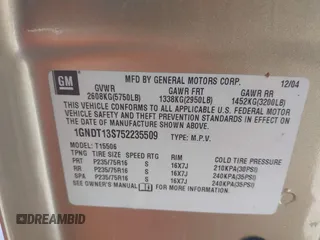 GM
MFD BY GENERAL MOTORS CORP.
12/04
GVWR GAWR FRT GAWR RR
2608KG(5750LB) 1338KG(2950LB) 1452KG(3200LB)
THIS VEHICLE CONFORMS TO ALL APPLICABLE U.S. FEDERAL MOTOR
VEHICLE SAFETY AND THEFT PREVENTION STANDARDS IN EFFECT ON
THE DATE OF MANUFACTURE SHOWN ABOVE.
1GNDT13S752235509 TYPE: M.P.V.
MODEL: T15506
TIRE SIZE SPEED RTG RIM COLD TIRE PRESSURE
FRT P235/75R16 S 16X7J 210KPA(30PSI)
RR P235/75R16 S 16X7J 240KPA(35PSI)
SPA P235/75R16 S 16X7J 240KPA(35PSI)
SEE OWNER'S MANUAL FOR ADDITIONAL INFORMATION.
DREAMBID